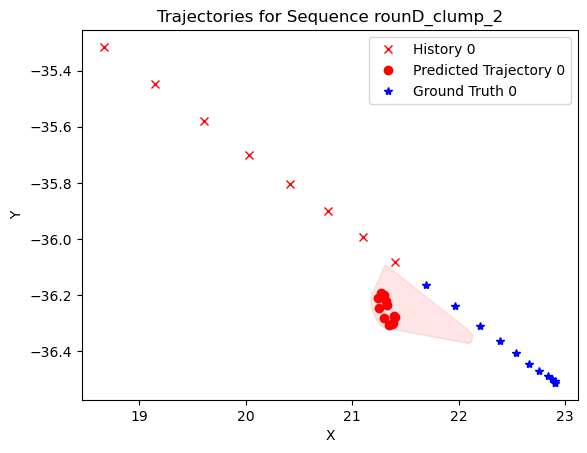 Trajectories for Sequence rounD_clump_2
History 0
Predicted Trajectory 0
Ground Truth 0
−35.4
−35.6
−35.8
−36.0
−36.2
−36.4
Y
19 20 21 22 23
X